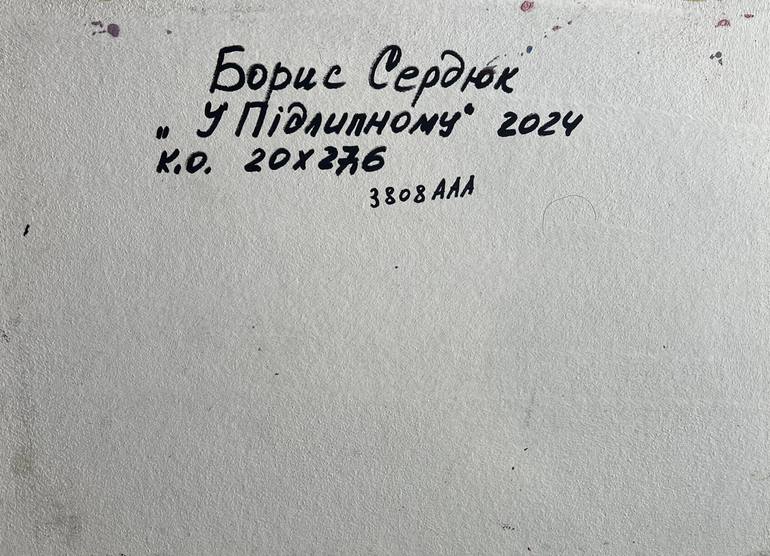 Борис Сердюк
„У Підлипному" 2024
К.О. 20х27,6
3808ААА